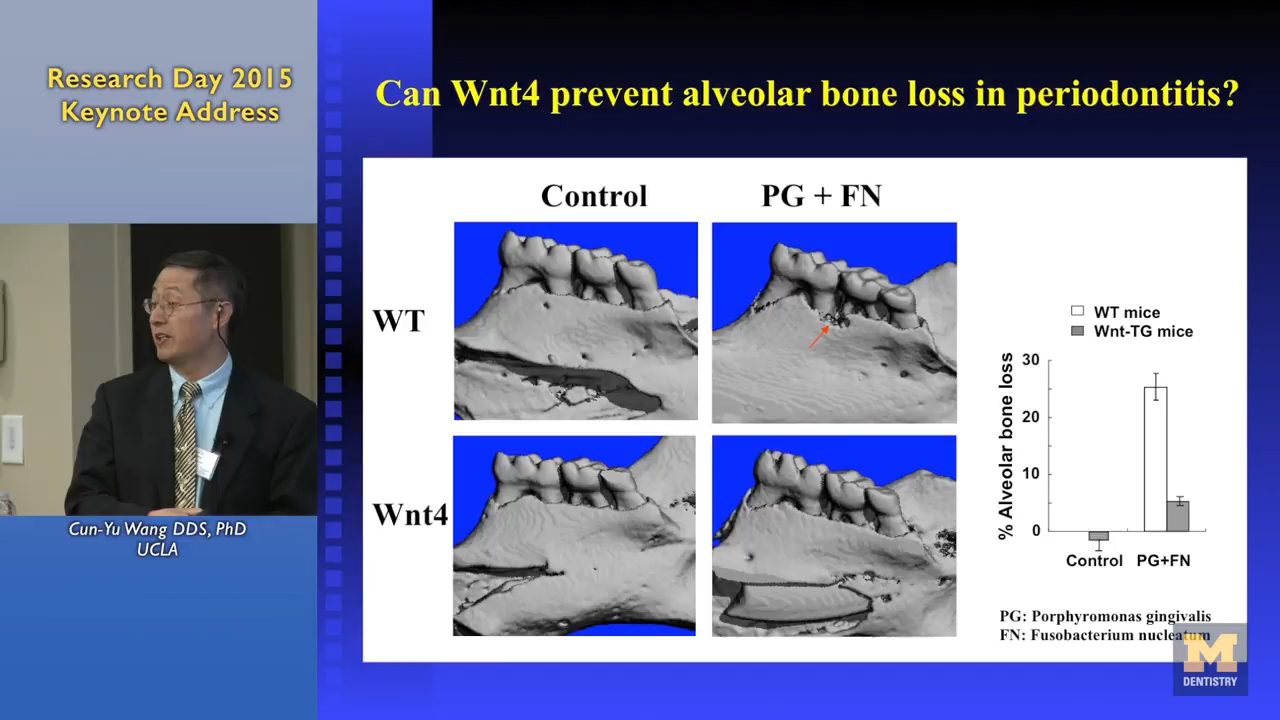 Research Day 2015
Keynote Address
Cun-Yu Wang DDS, PhD
UCLA
Can Wnt4 prevent alveolar bone loss in periodontitis?
Control
PG + FN
WT
Wnt4
WT mice
Wnt-TG mice
% Alveolar bone loss
30
20
10
0
Control
PG+FN
PG: Porphyromonas gingivalis
FN: Fusobacterium nucleatum
M
DENTISTRY